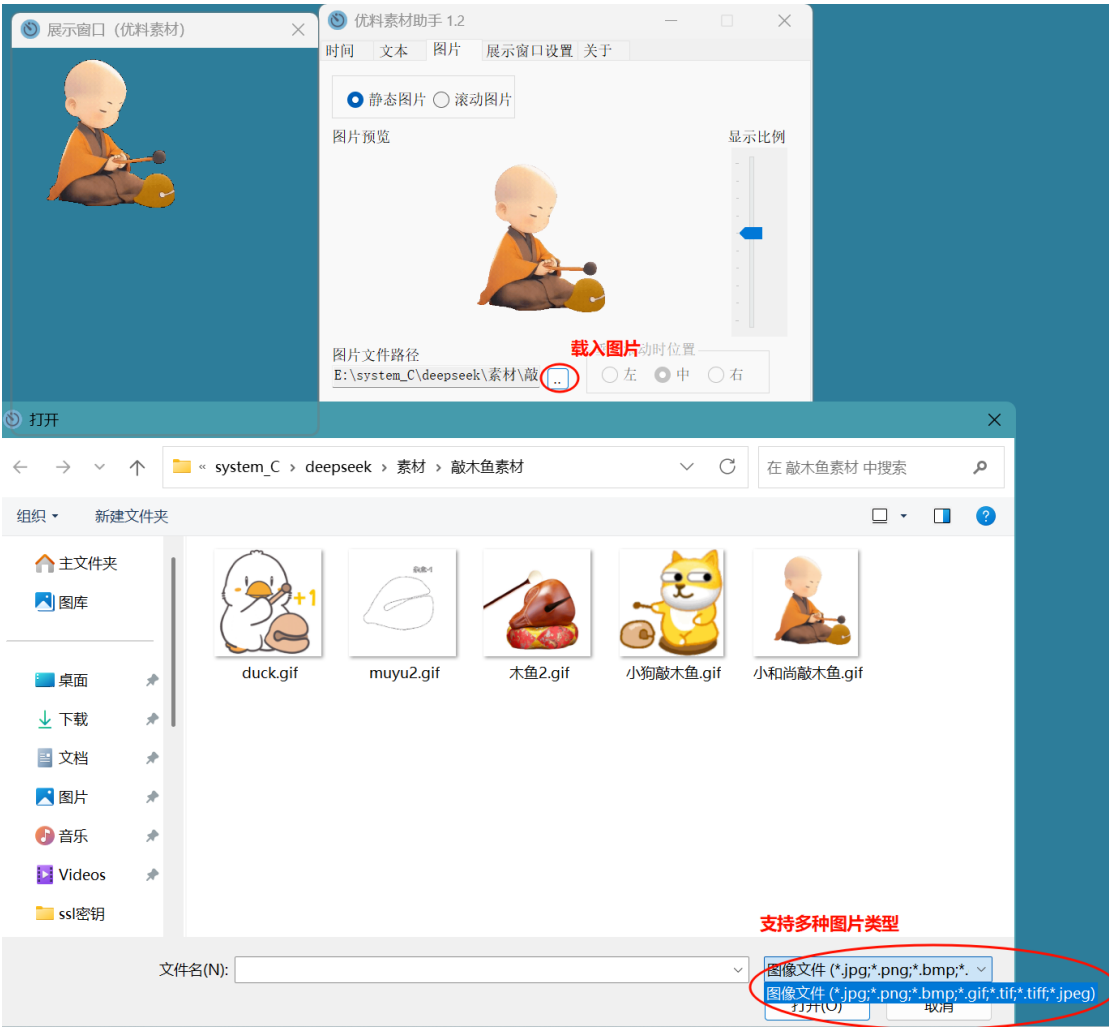 展示窗口（优料素材）
优料素材助手 1.2
时间 文本 图片 展示窗口设置 关于
静态图片 滚动图片
图片预览
显示比例
+1
图片文件路径
载入图片
动时位置
E:\system_C\deepseek\素材\敲
..
左 中 右
打开
« system_C › deepseek › 素材 › 敲木鱼素材
在 敲木鱼素材 中搜索
组织 新建文件夹
主文件夹
图库
duck.gif
muyu2.gif
木鱼2.gif
小狗敲木鱼.gif
小和尚敲木鱼.gif
桌面
下载
文档
图片
音乐
Videos
ssl密钥
支持多种图片类型
文件名(N):
图像文件 (*.jpg;*.png;*.bmp;*.
图像文件 (*.jpg;*.png;*.bmp;*.gif;*.tif;*.tiff;*.jpeg)
打开(O) 取消